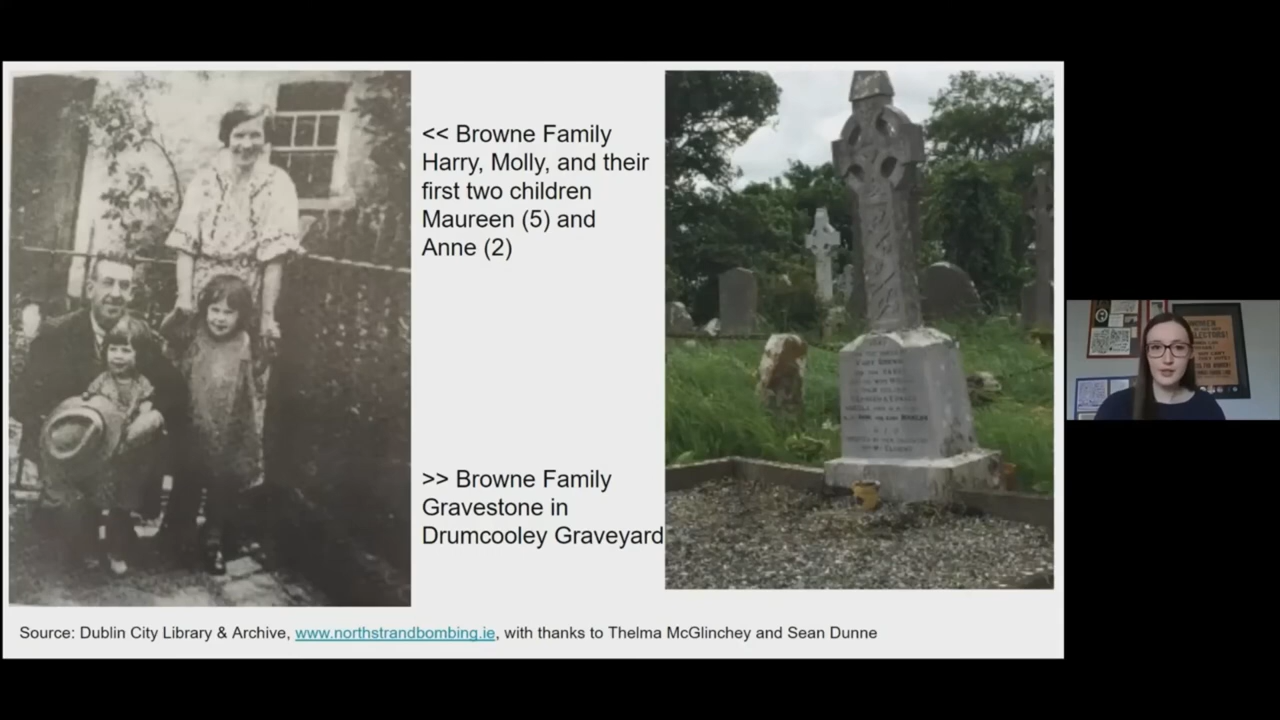 << Browne Family
Harry, Molly, and their
first two children
Maureen (5) and
Anne (2)
>> Browne Family
Gravestone in
Drumcooley Graveyard
Source: Dublin City Library & Archive, www.northstrandbombing.ie, with thanks to Thelma McGlinchey and Sean Dunne